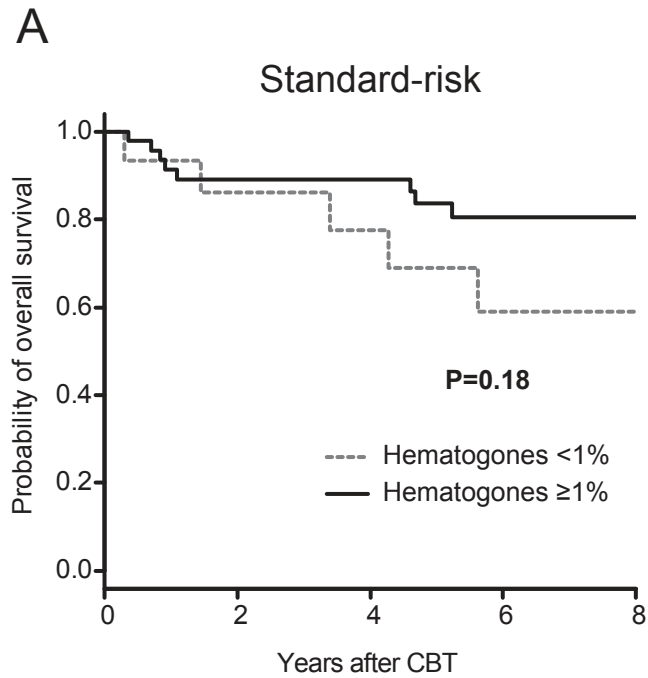 A
Standard-risk
Probability of overall survival
1.0
0.8
0.6
0.4
0.2
0.0
P=0.18
Hematogones <1%
Hematogones ≥1%
0 2 4 6 8
Years after CBT